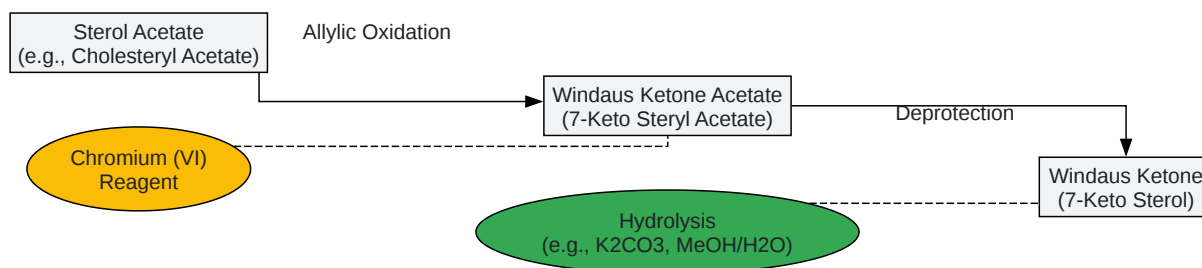 Sterol Acetate
(e.g., Cholesteryl Acetate)
Allylic Oxidation
Windaus Ketone Acetate
(7-Keto Steryl Acetate)
Deprotection
Chromium (VI)
Reagent
Windaus Ketone
(7-Keto Sterol)
Hydrolysis
(e.g., K2CO3, MeOH/H2O)